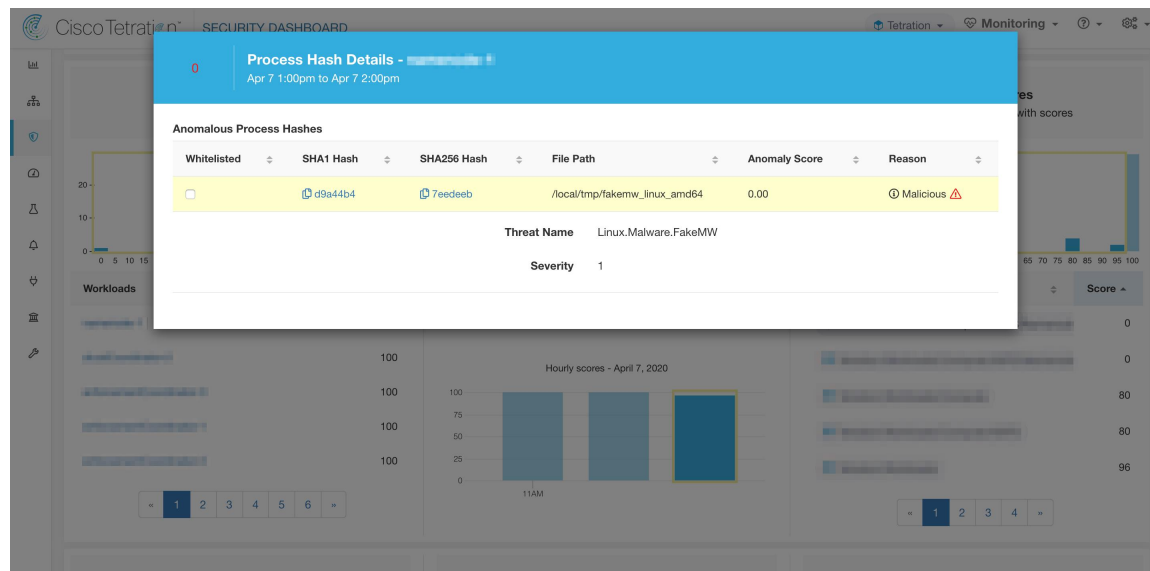 Cisco Tetration™ SECURITY DASHBOARD
Tetration
Monitoring
0
Process Hash Details -
Apr 7 1:00pm to Apr 7 2:00pm
with scores
Anomalous Process Hashes
Whitelisted SHA1 Hash SHA256 Hash File Path Anomaly Score Reason
d9a44b4 7eedeeb /local/tmp/fakemw_linux_amd64 0.00 Malicious
Threat Name Linux.Malware.FakeMW
Severity 1
20
10
0
0 5 10 15
65 70 75 80 85 90 95 100
Workloads
Score
100
100
100
100
« 1 2 3 4 5 6 »
Hourly scores - April 7, 2020
100
75
50
25
0
11AM
0
0
80
80
96
« 1 2 3 4 »